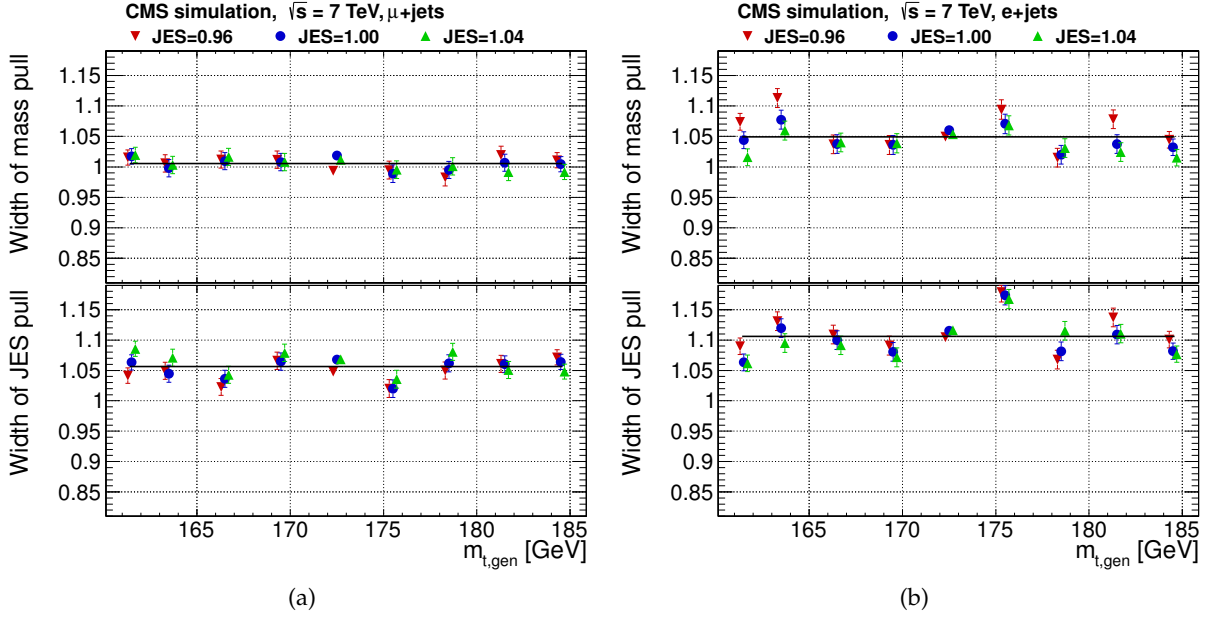 CMS simulation, √s = 7 TeV, μ+jets
JES=0.96 JES=1.00 JES=1.04
Width of mass pull
1.15
1.1
1.05
1
0.95
0.9
0.85
Width of JES pull
1.15
1.1
1.05
1
0.95
0.9
0.85
165 170 175 180 185
m_t,gen [GeV]
(a)
CMS simulation, √s = 7 TeV, e+jets
JES=0.96 JES=1.00 JES=1.04
Width of mass pull
1.15
1.1
1.05
1
0.95
0.9
0.85
Width of JES pull
1.15
1.1
1.05
1
0.95
0.9
0.85
165 170 175 180 185
m_t,gen [GeV]
(b)